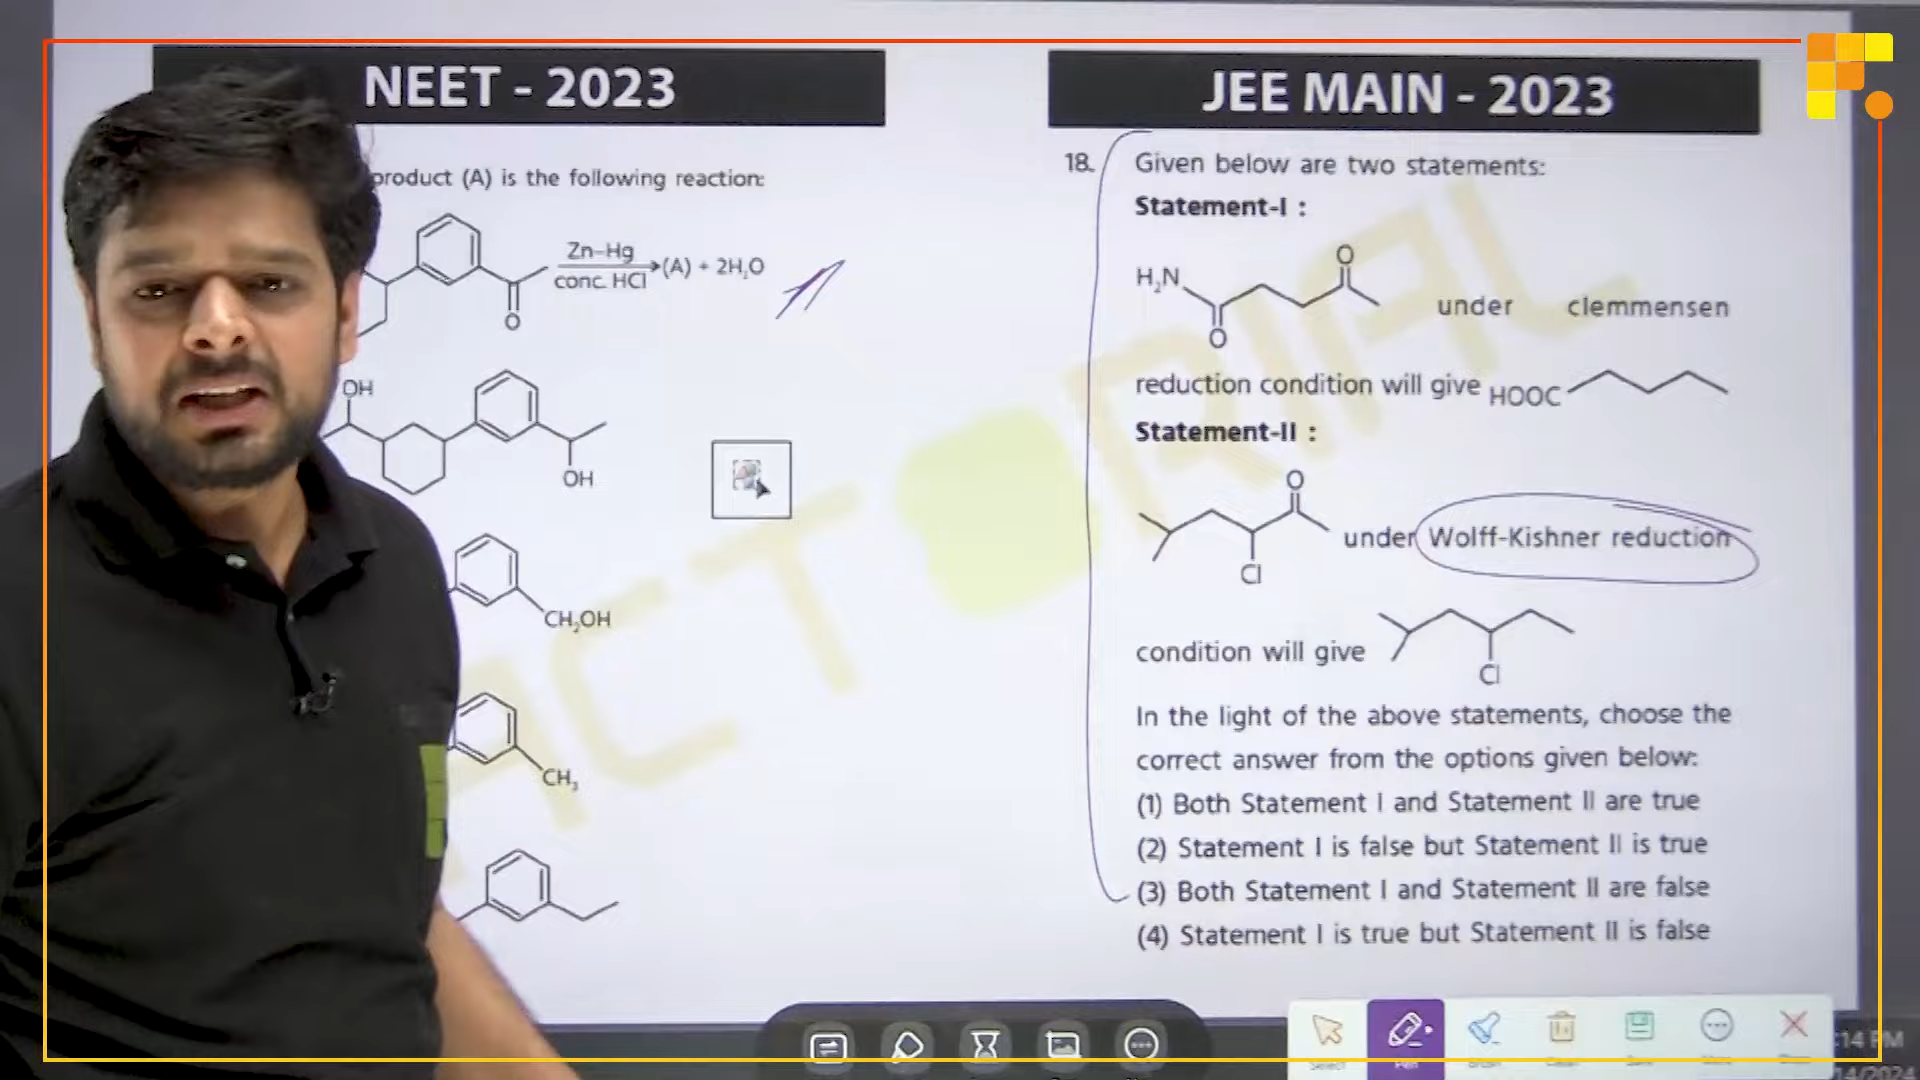 NEET - 2023
product (A) is the following reaction:
Zn–Hg
conc. HCl
(A) + 2H₂O
O
OH
OH
CH₂OH
CH₃
JEE MAIN - 2023
18. Given below are two statements:
Statement-I :
H₂N
O
O
under clemmensen
reduction condition will give HOOC
Statement-II :
O
Cl
under Wolff-Kishner reduction
condition will give
Cl
In the light of the above statements, choose the
correct answer from the options given below:
(1) Both Statement I and Statement II are true
(2) Statement I is false but Statement II is true
(3) Both Statement I and Statement II are false
(4) Statement I is true but Statement II is false
Select
Pen
:14 PM